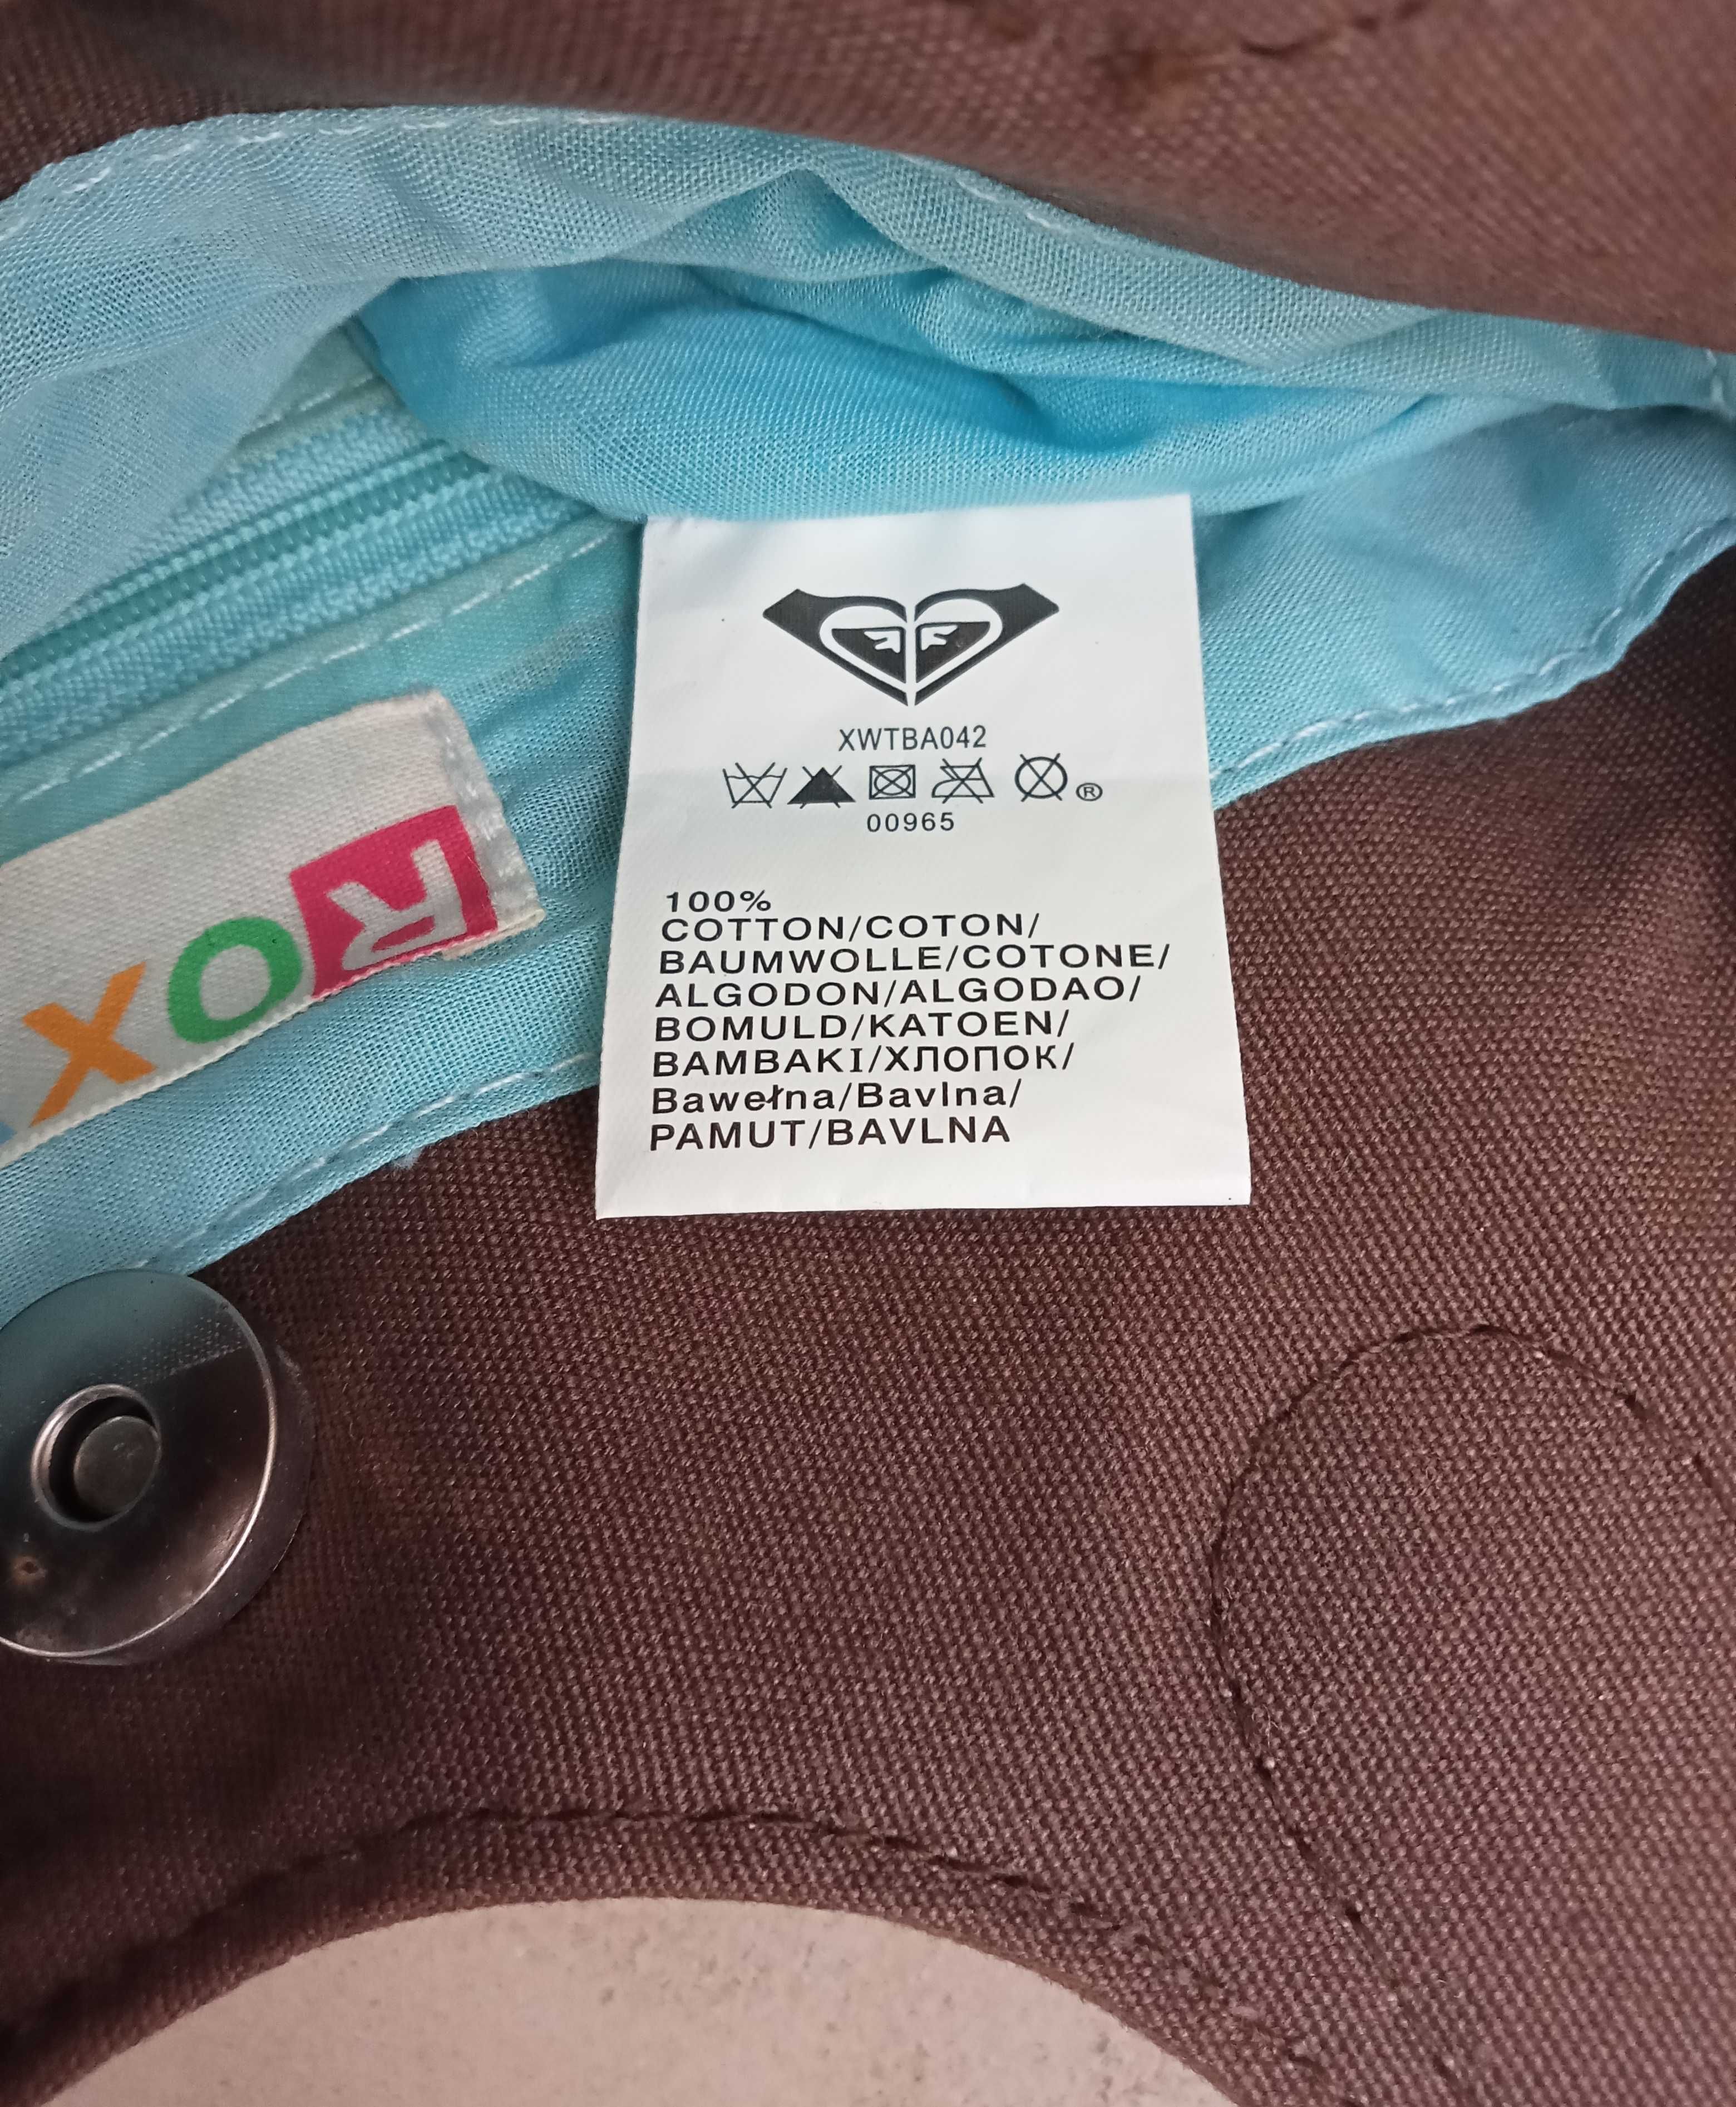 XWTBA042
®
00965
100%
COTTON/COTON/
BAUMWOLLE/COTONE/
ALGODON/ALGODAO/
BOMULD/KATOEN/
BAMBAKI/ХЛОПОК/
Bawełna/Bavlna/
PAMUT/BAVLNA
ROX